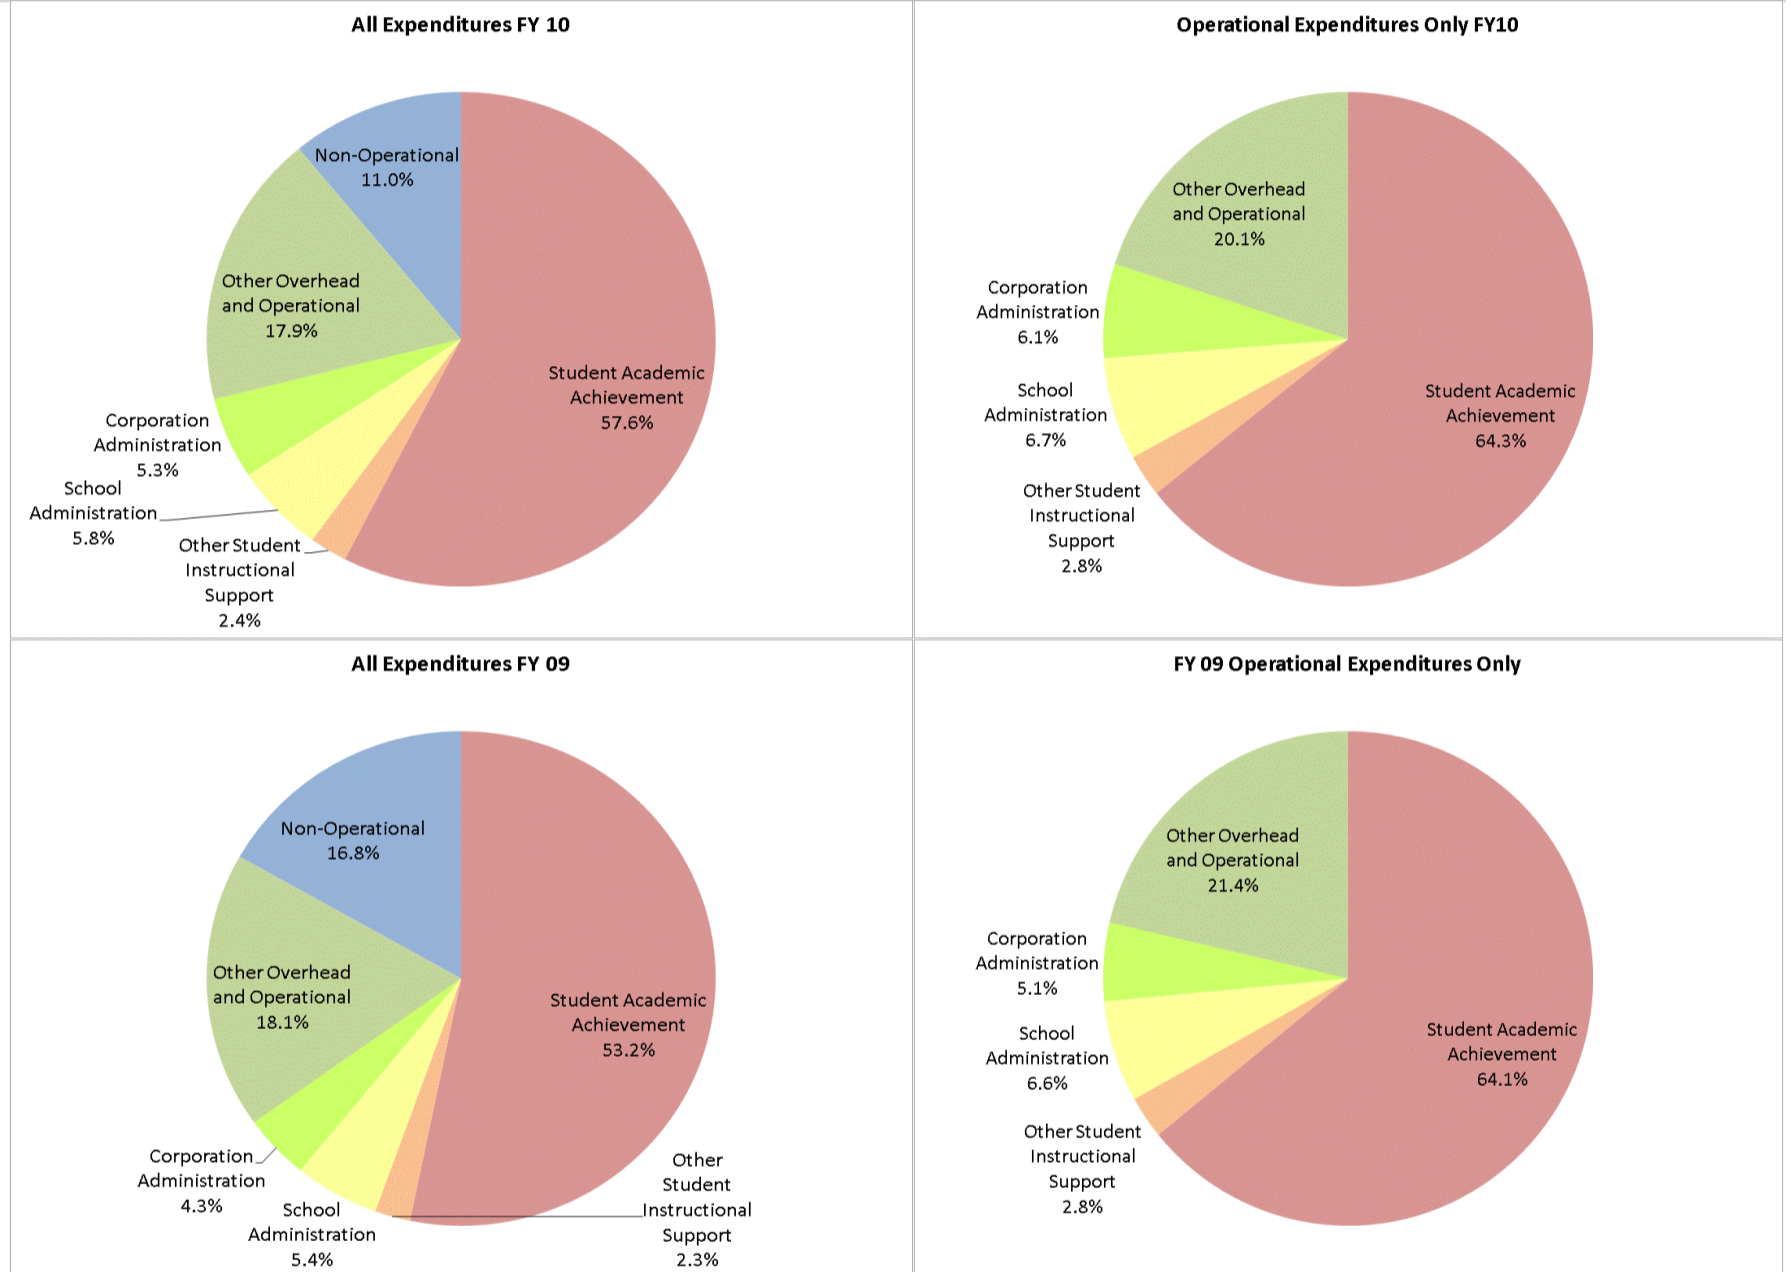 All Expenditures FY 10
Non-Operational
11.0%
Other Overhead
and Operational
17.9%
Student Academic
Achievement
57.6%
Corporation
Administration
5.3%
School
Administration
5.8%
Other Student
Instructional
Support
2.4%
Operational Expenditures Only FY10
Other Overhead
and Operational
20.1%
Corporation
Administration
6.1%
School
Administration
6.7%
Student Academic
Achievement
64.3%
Other Student
Instructional
Support
2.8%
All Expenditures FY 09
Non-Operational
16.8%
Other Overhead
and Operational
18.1%
Student Academic
Achievement
53.2%
Corporation
Administration
4.3%
School
Administration
5.4%
Other
Student
Instructional
Support
2.3%
FY 09 Operational Expenditures Only
Other Overhead
and Operational
21.4%
Corporation
Administration
5.1%
School
Administration
6.6%
Student Academic
Achievement
64.1%
Other Student
Instructional
Support
2.8%